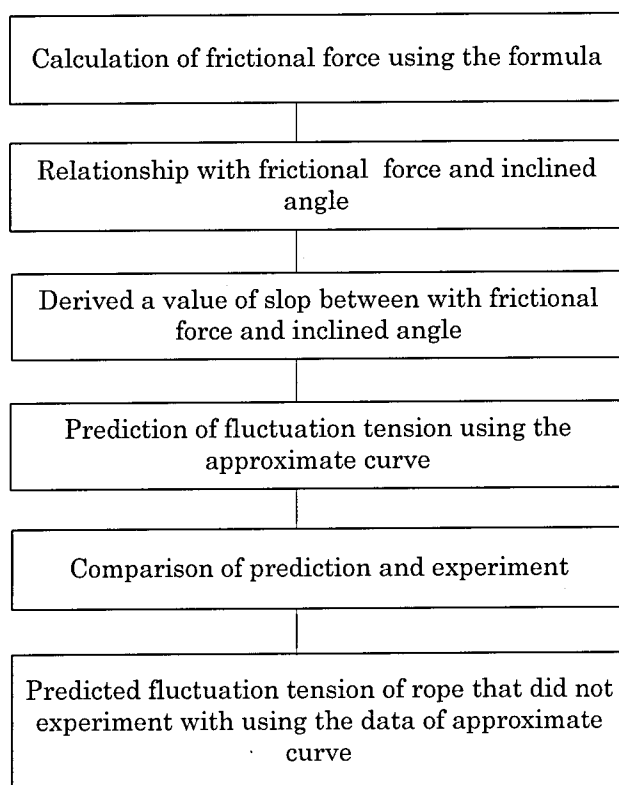 Calculation of frictional force using the formula
Relationship with frictional force and inclined
angle
Derived a value of slop between with frictional
force and inclined angle
Prediction of fluctuation tension using the
approximate curve
Comparison of prediction and experiment
Predicted fluctuation tension of rope that did not
experiment with using the data of approximate
curve